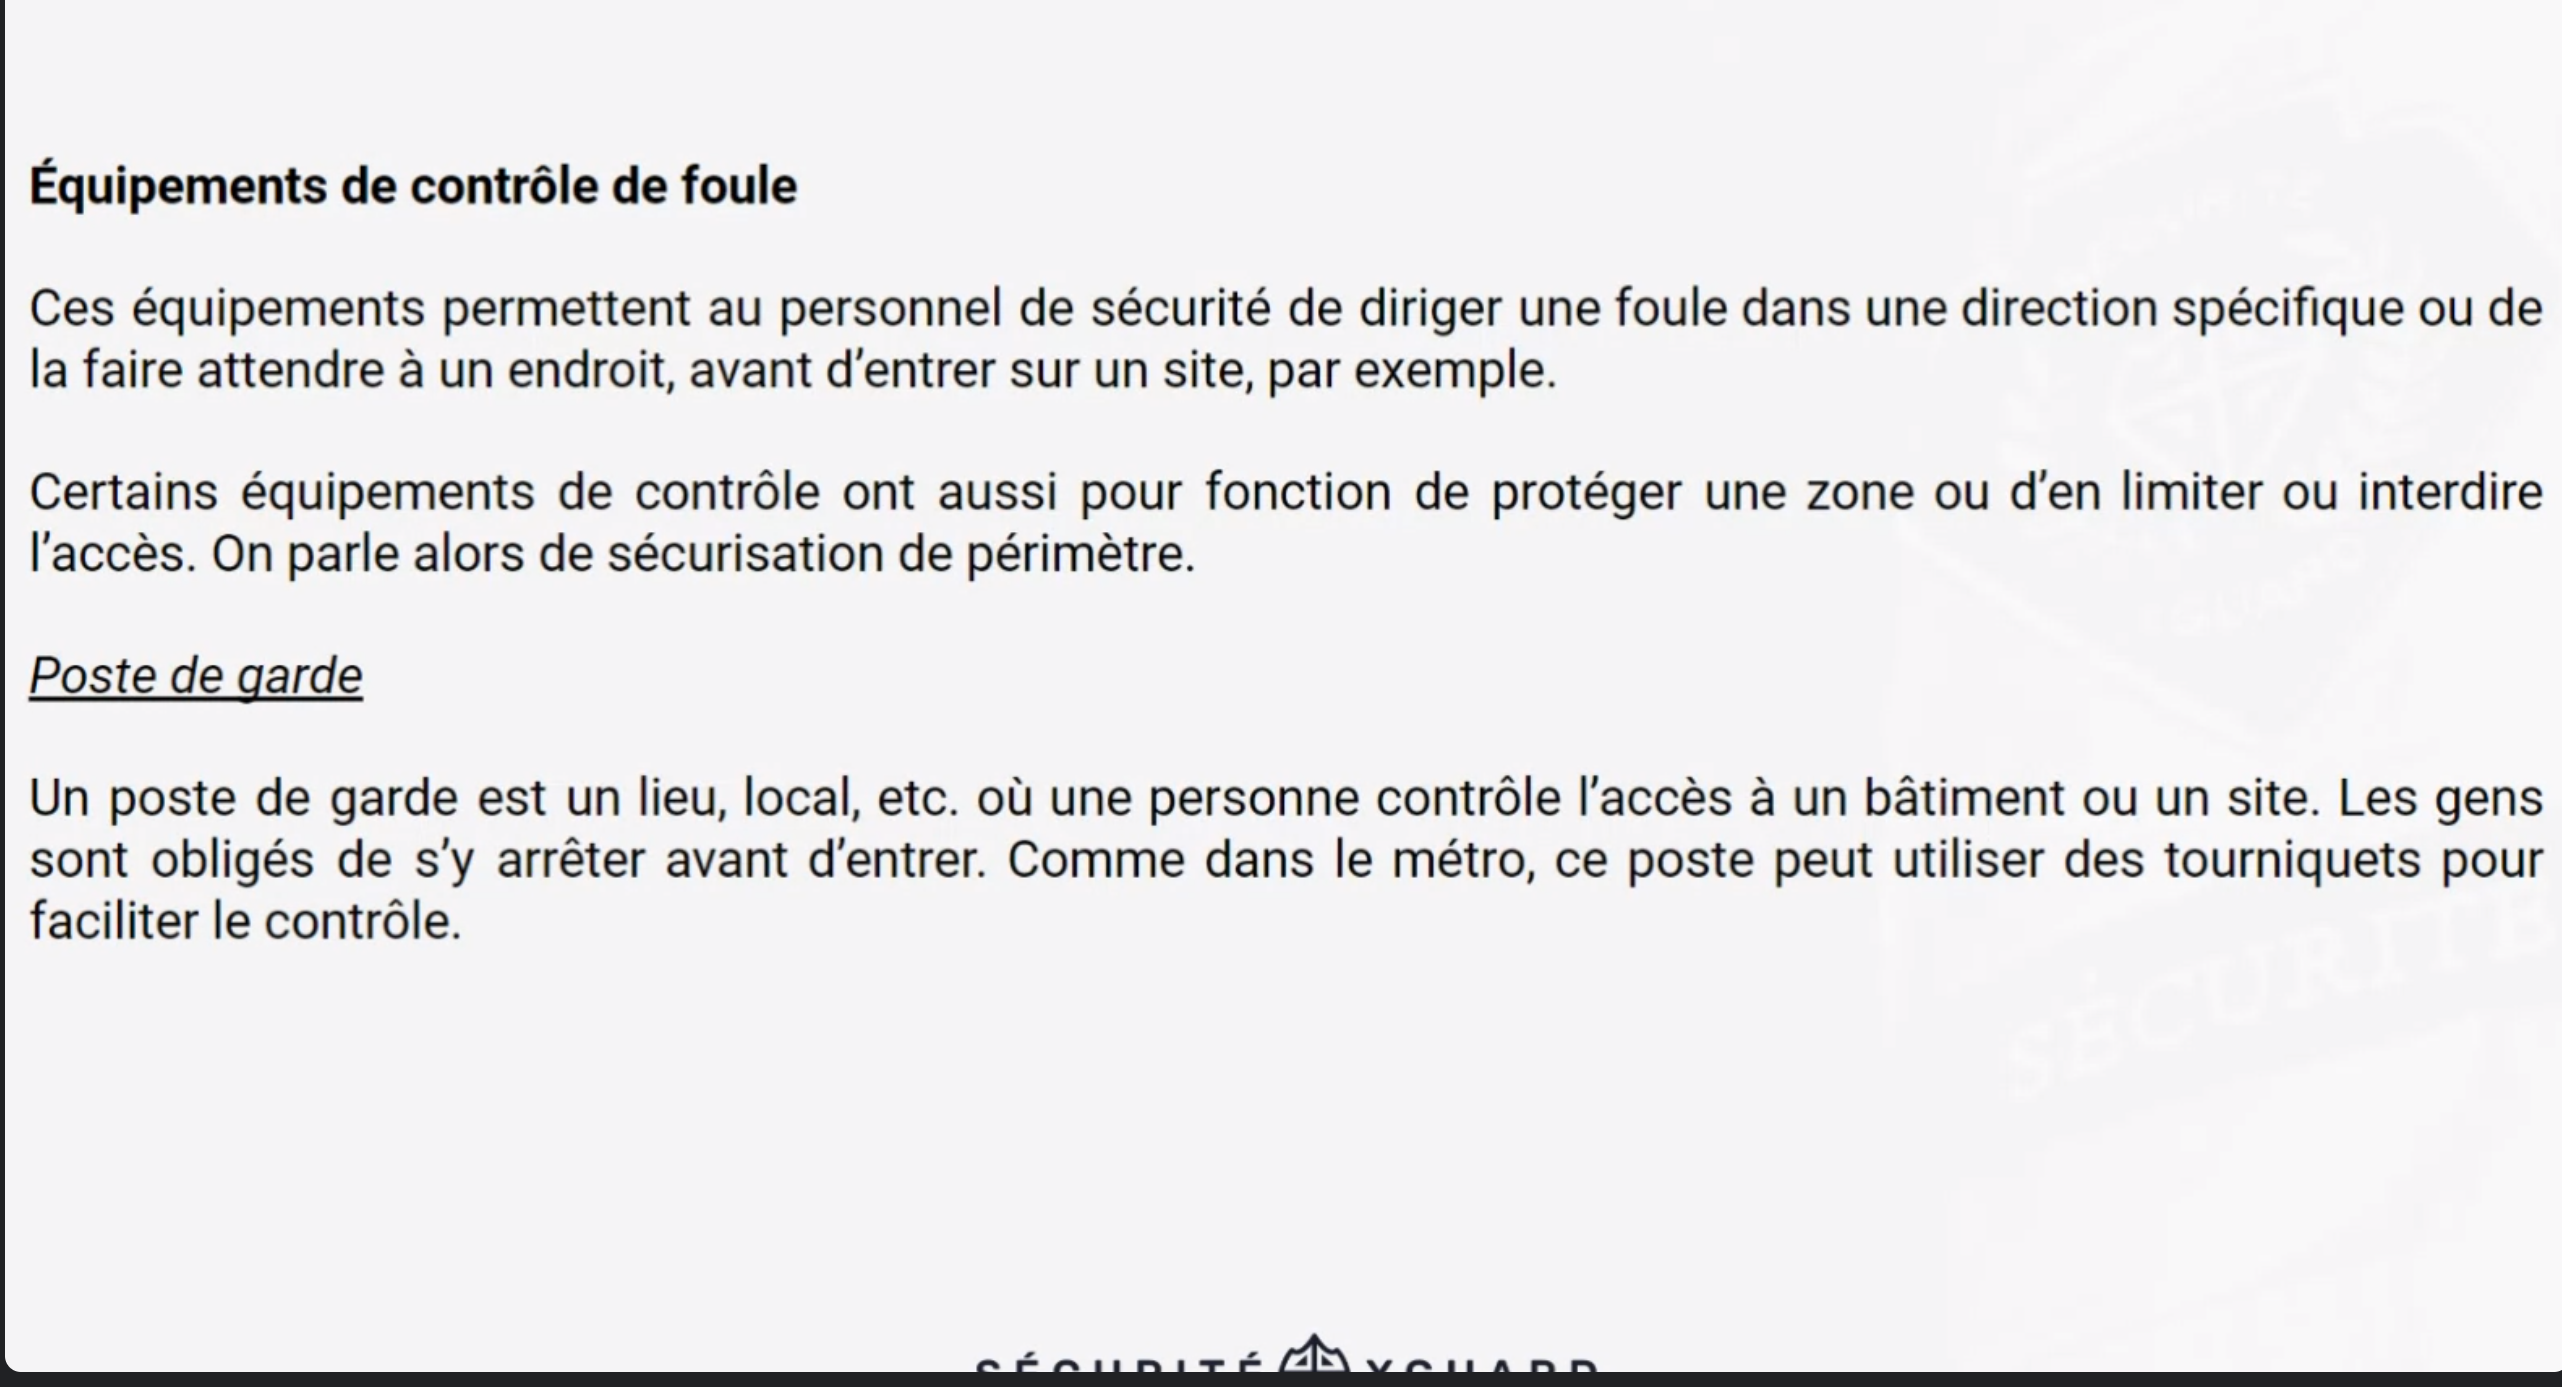 Équipements de contrôle de foule
Ces équipements permettent au personnel de sécurité de diriger une foule dans une direction spécifique ou de
la faire attendre à un endroit, avant d’entrer sur un site, par exemple.
Certains équipements de contrôle ont aussi pour fonction de protéger une zone ou d’en limiter ou interdire
l’accès. On parle alors de sécurisation de périmètre.
Poste de garde
Un poste de garde est un lieu, local, etc. où une personne contrôle l’accès à un bâtiment ou un site. Les gens
sont obligés de s’y arrêter avant d’entrer. Comme dans le métro, ce poste peut utiliser des tourniquets pour
faciliter le contrôle.
SÉCURITÉ
SÉCURITÉ XGUARD